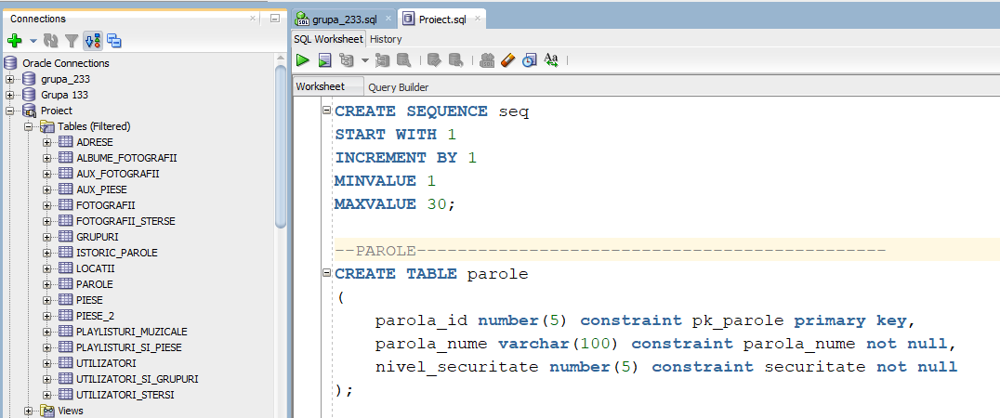 Connections
Oracle Connections
grupa_233
Grupa 133
Proiect
Tables (Filtered)
ADRESE
ALBUME_FOTOGRAFII
AUX_FOTOGRAFII
AUX_PIESE
FOTOGRAFII
FOTOGRAFII_STERSE
GRUPURI
ISTORIC_PAROLE
LOCATII
PAROLE
PIESE
PIESE_2
PLAYLISTURI_MUZICALE
PLAYLISTURI_SI_PIESE
UTILIZATORI
UTILIZATORI_SI_GRUPURI
UTILIZATORI_STERSI
Views
grupa_233.sql Proiect.sql
SQL Worksheet History
Worksheet Query Builder
CREATE SEQUENCE seq
START WITH 1
INCREMENT BY 1
MINVALUE 1
MAXVALUE 30;
--PAROLE----------------------------------------------
CREATE TABLE parole
(
parola_id number(5) constraint pk_parole primary key,
parola_nume varchar(100) constraint parola_nume not null,
nivel_securitate number(5) constraint securitate not null
);